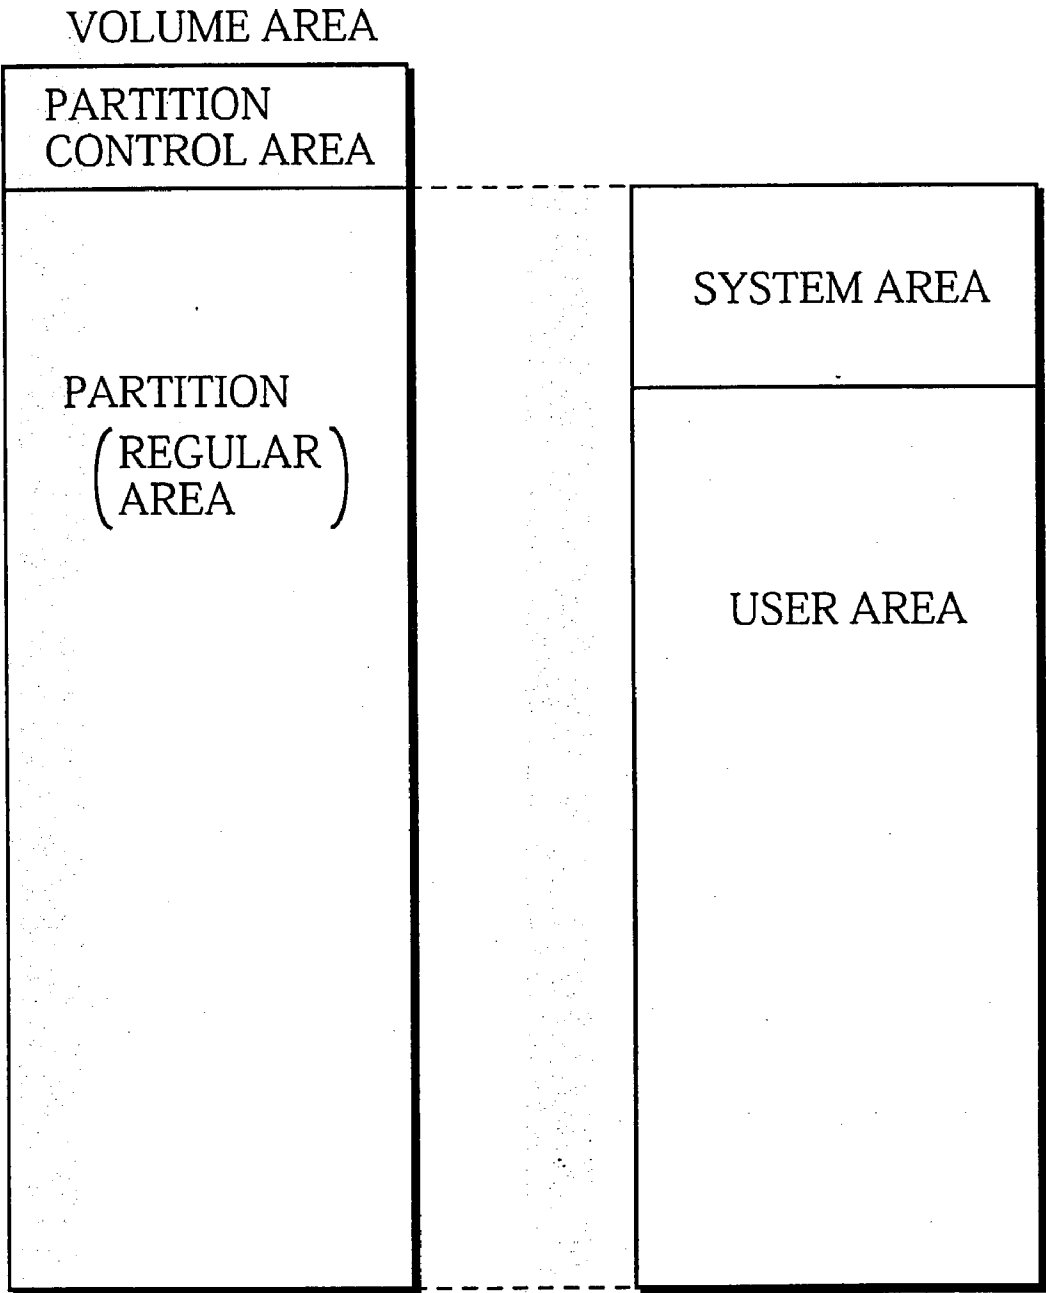 VOLUME AREA
PARTITION
CONTROL AREA
PARTITION
(REGULAR
AREA)
SYSTEM AREA
USER AREA